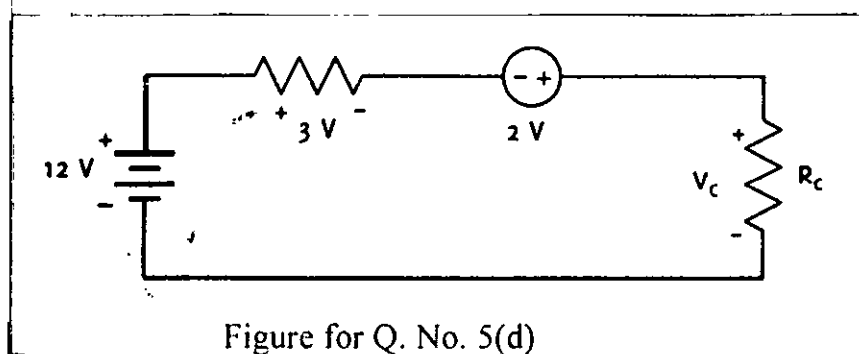 - +
+ -
3 V
2 V
+
12 V
-
+
V_C R_C
-
Figure for Q. No. 5(d)